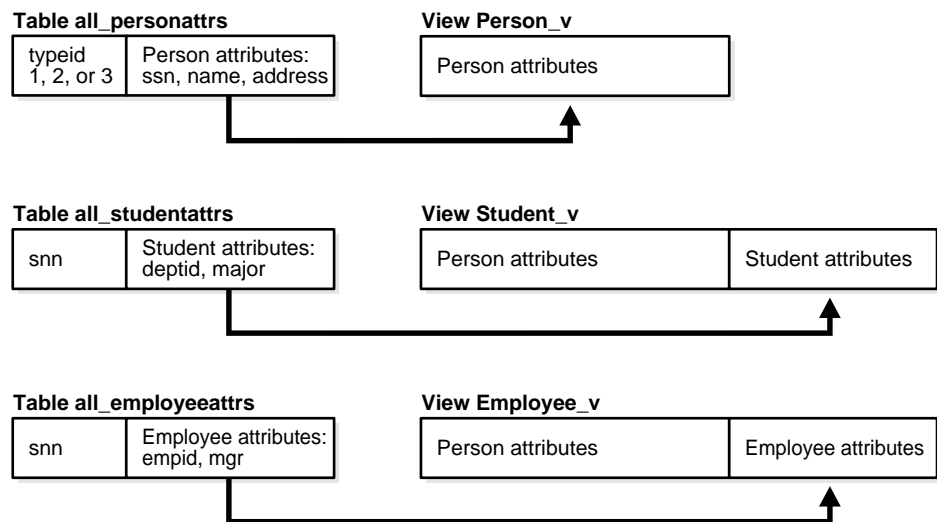 Table all_personattrs
View Person_v
typeid
1, 2, or 3
Person attributes:
ssn, name, address
Person attributes
Table all_studentattrs
View Student_v
snn
Student attributes:
deptid, major
Person attributes
Student attributes
Table all_employeeattrs
View Employee_v
snn
Employee attributes:
empid, mgr
Person attributes
Employee attributes